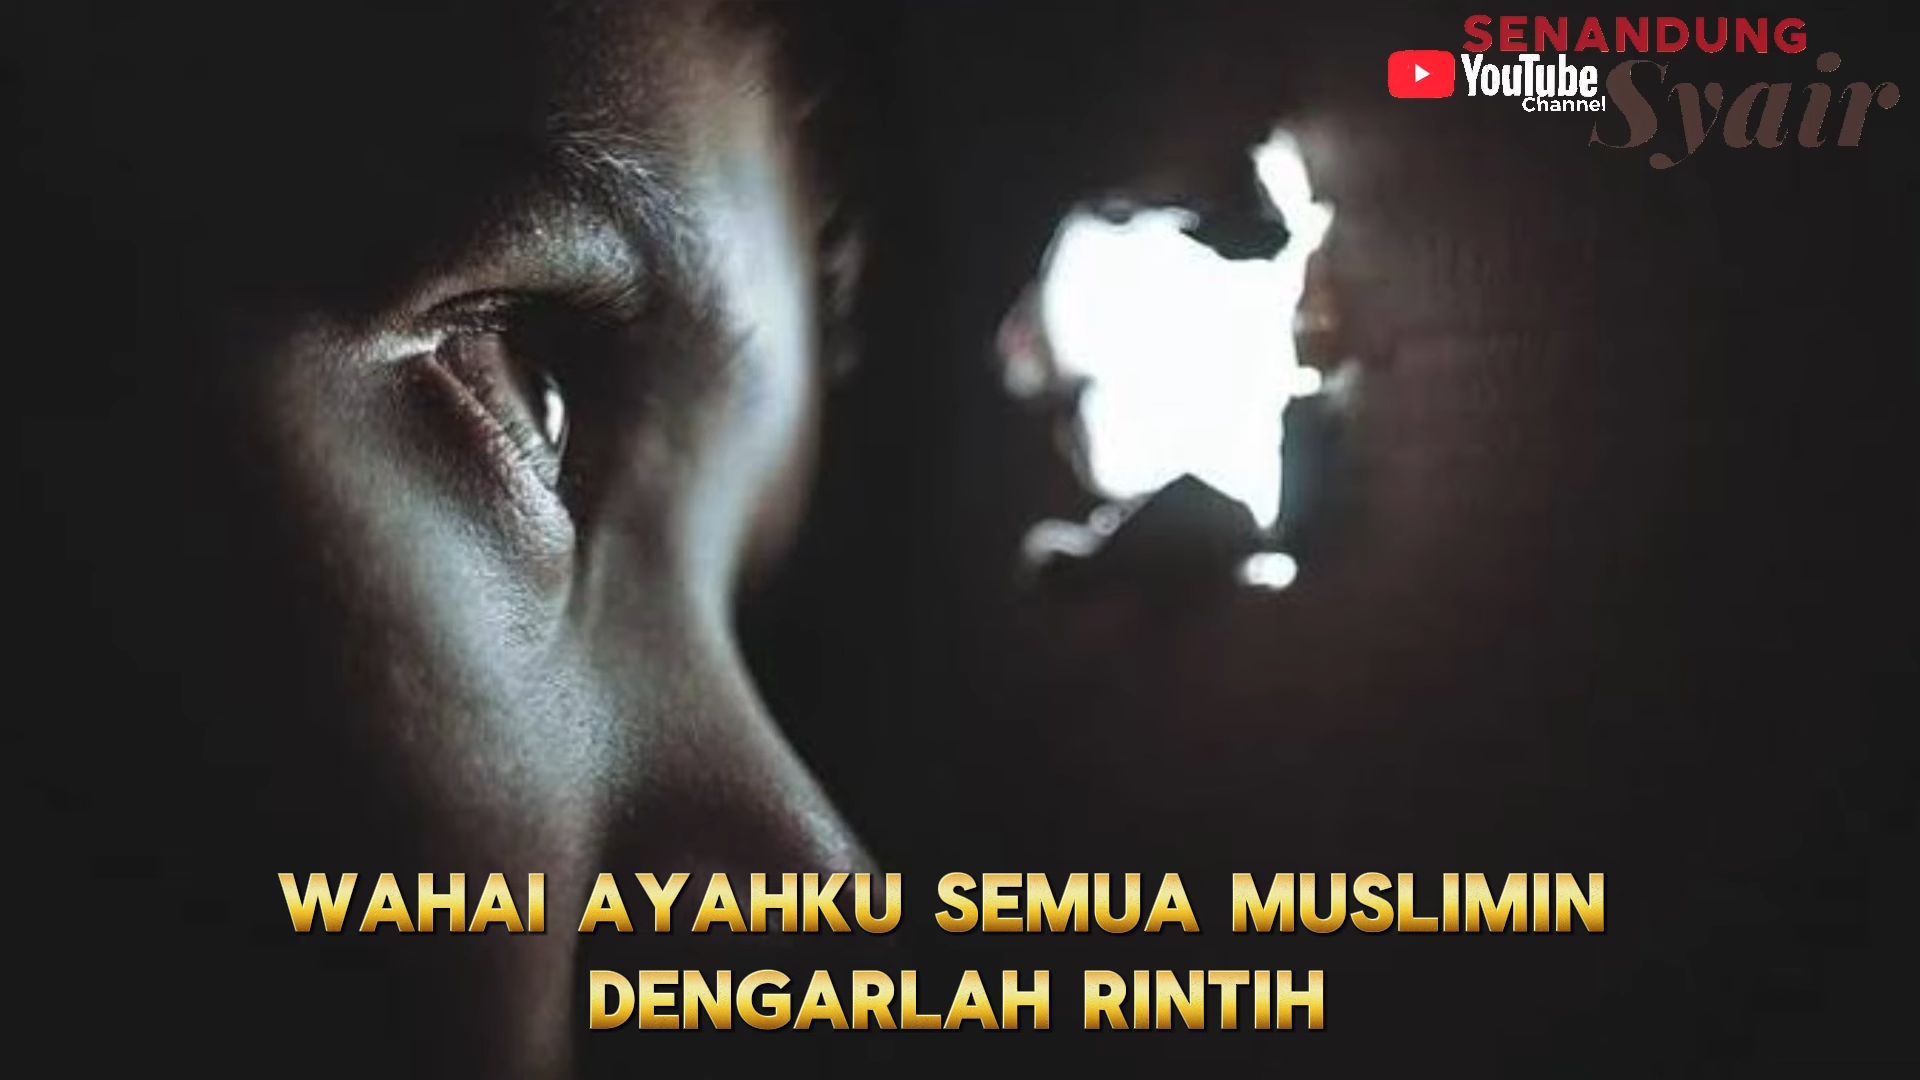 SENANDUNG
YouTube
Channel
Syair
WAHAI AYAHKU SEMUA MUSLIMIN
DENGARLAH RINTIH